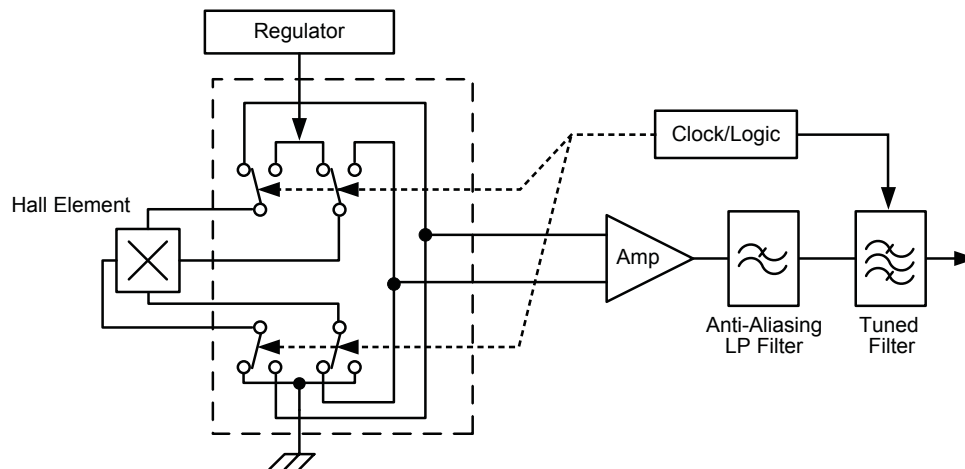 Regulator
Clock/Logic
Hall Element
Amp
Anti-Aliasing
LP Filter
Tuned
Filter